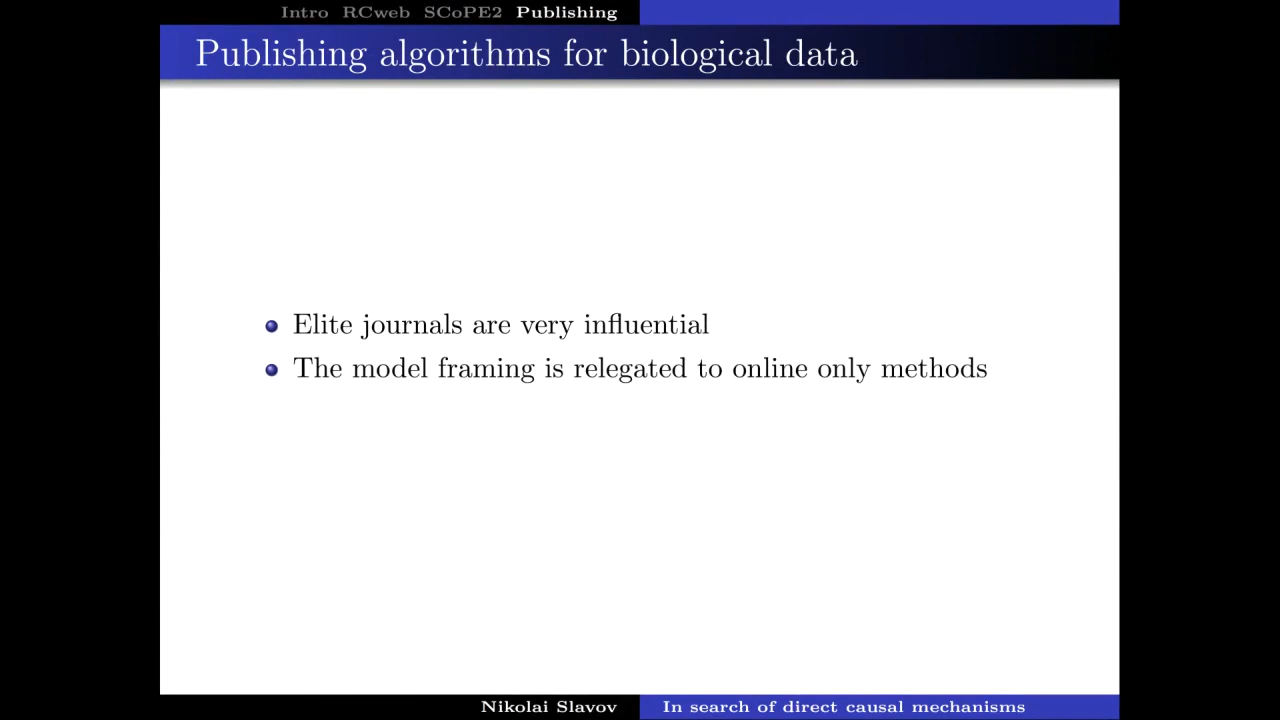 Intro RCweb SCoPE2 Publishing
Publishing algorithms for biological data
Elite journals are very influential
The model framing is relegated to online only methods
Nikolai Slavov In search of direct causal mechanisms